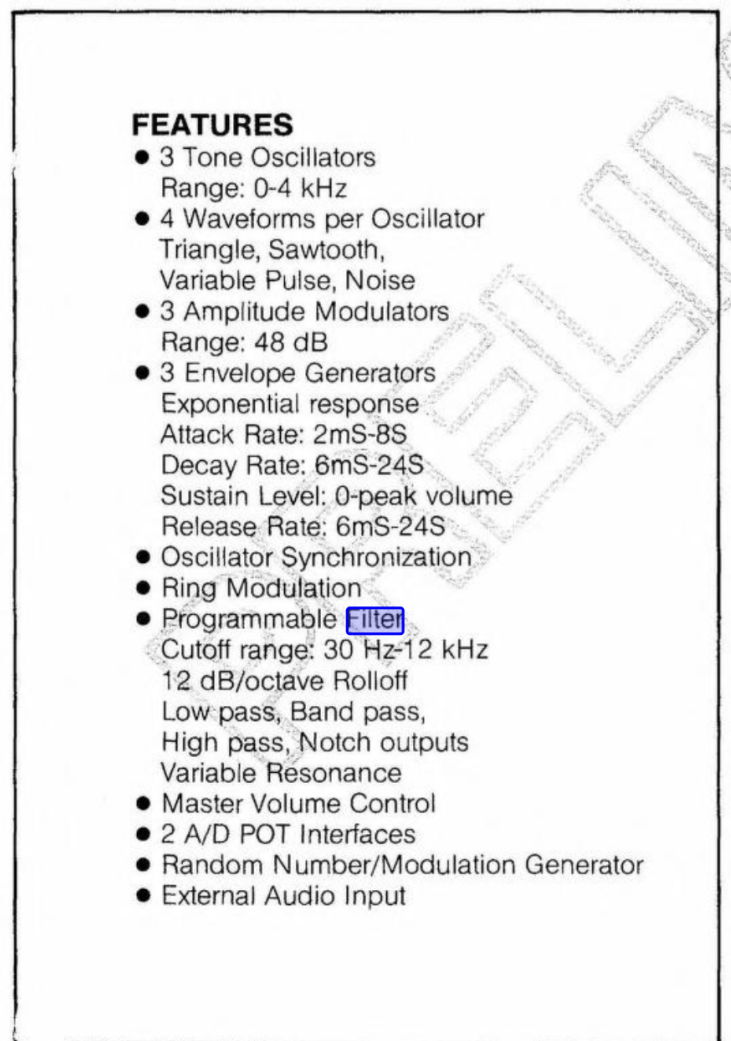 FEATURES
● 3 Tone Oscillators
Range: 0-4 kHz
● 4 Waveforms per Oscillator
Triangle, Sawtooth,
Variable Pulse, Noise
● 3 Amplitude Modulators
Range: 48 dB
● 3 Envelope Generators
Exponential response
Attack Rate: 2mS-8S
Decay Rate: 6mS-24S
Sustain Level: 0-peak volume
Release Rate: 6mS-24S
● Oscillator Synchronization
● Ring Modulation
● Programmable Filter
Cutoff range: 30 Hz-12 kHz
12 dB/octave Rolloff
Low pass, Band pass,
High pass, Notch outputs
Variable Resonance
● Master Volume Control
● 2 A/D POT Interfaces
● Random Number/Modulation Generator
● External Audio Input
PRELIM